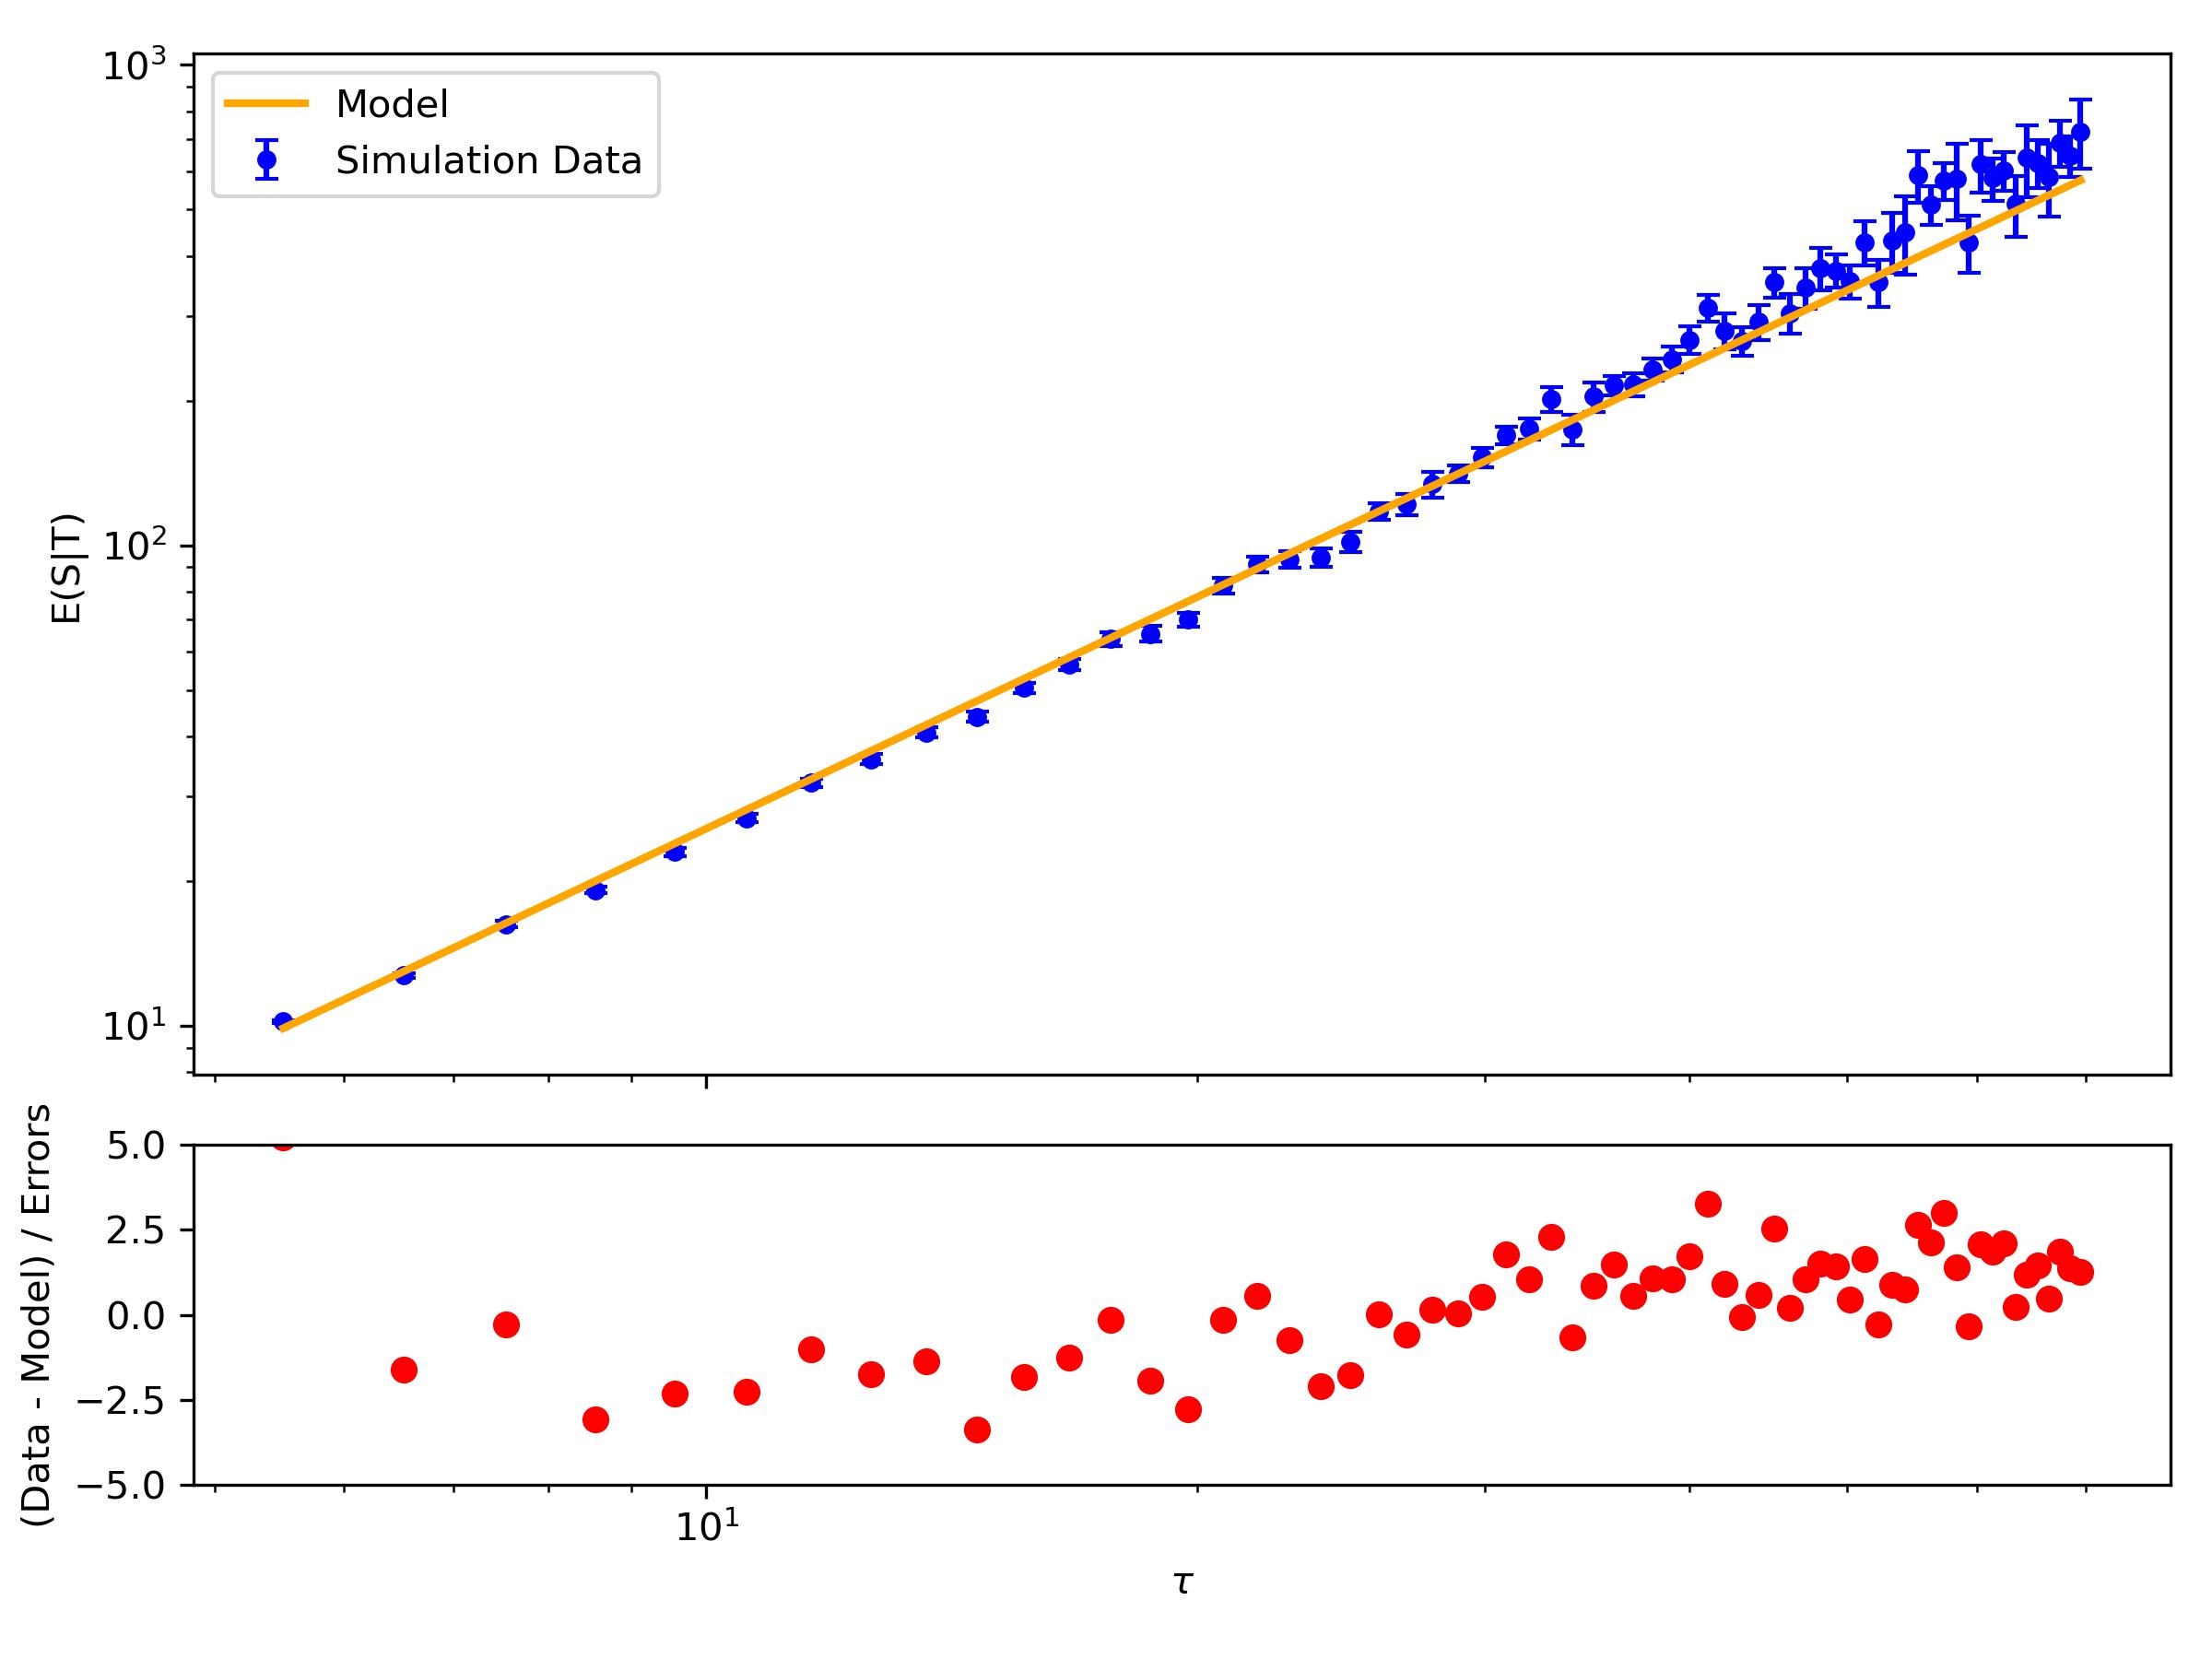 10³
Model
Simulation Data
10²
10¹
E(S|T)
5.0
2.5
0.0
−2.5
−5.0
(Data - Model) / Errors
10¹
τ